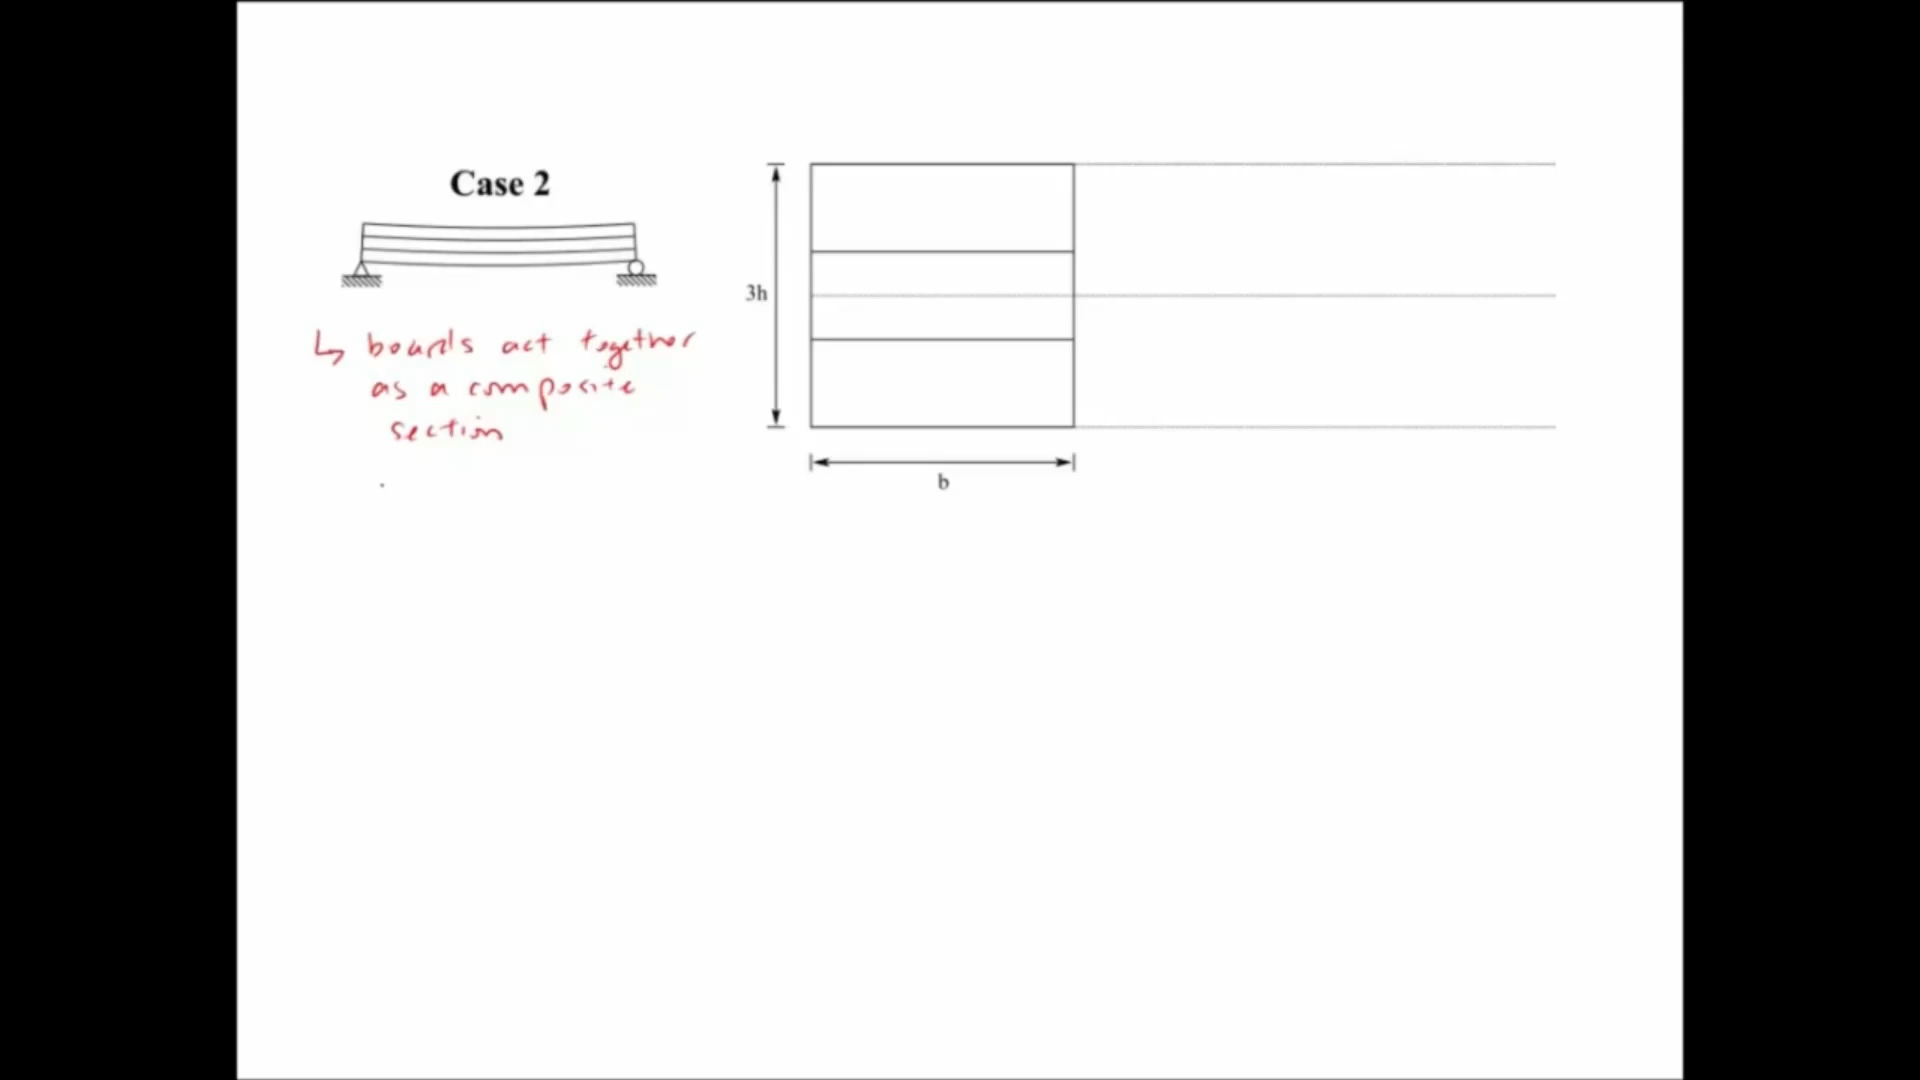 Case 2
↳ boards act together
as a composite
section
3h
b